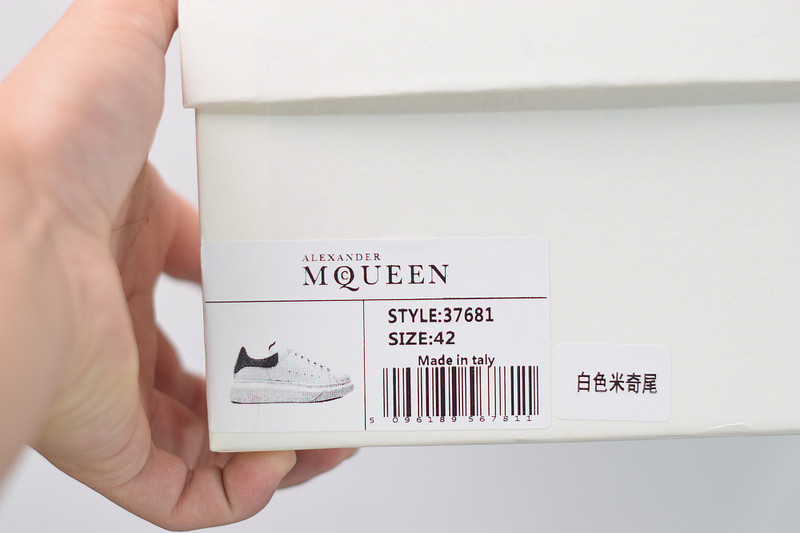 ALEXANDER
McQUEEN
STYLE:37681
SIZE:42
Made in taly
5 096189 567811
白色米奇尾